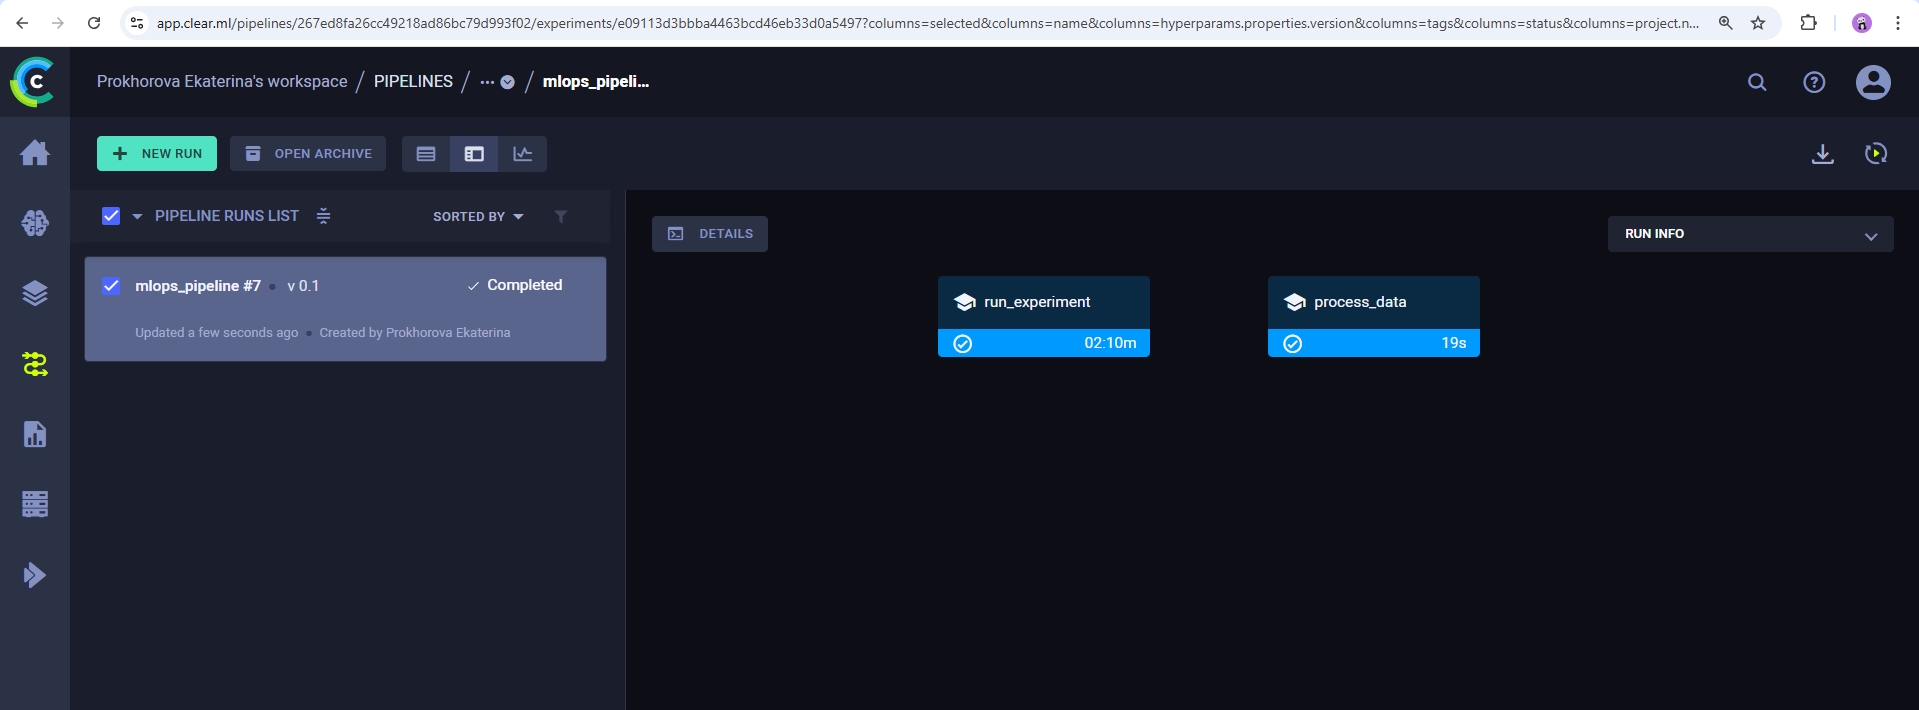 app.clear.ml/pipelines/267ed8fa26cc49218ad86bc79d993f02/experiments/e09113d3bbba4463bcd46eb33d0a5497?columns=selected&columns=name&columns=hyperparams.properties.version&columns=tags&columns=status&columns=project.n...
Prokhorova Ekaterina's workspace / PIPELINES / ... / mlops_pipeli...
+ NEW RUN OPEN ARCHIVE
PIPELINE RUNS LIST SORTED BY
DETAILS RUN INFO
mlops_pipeline #7 • v 0.1 Completed
Updated a few seconds ago • Created by Prokhorova Ekaterina
run_experiment process_data
02:10m 19s